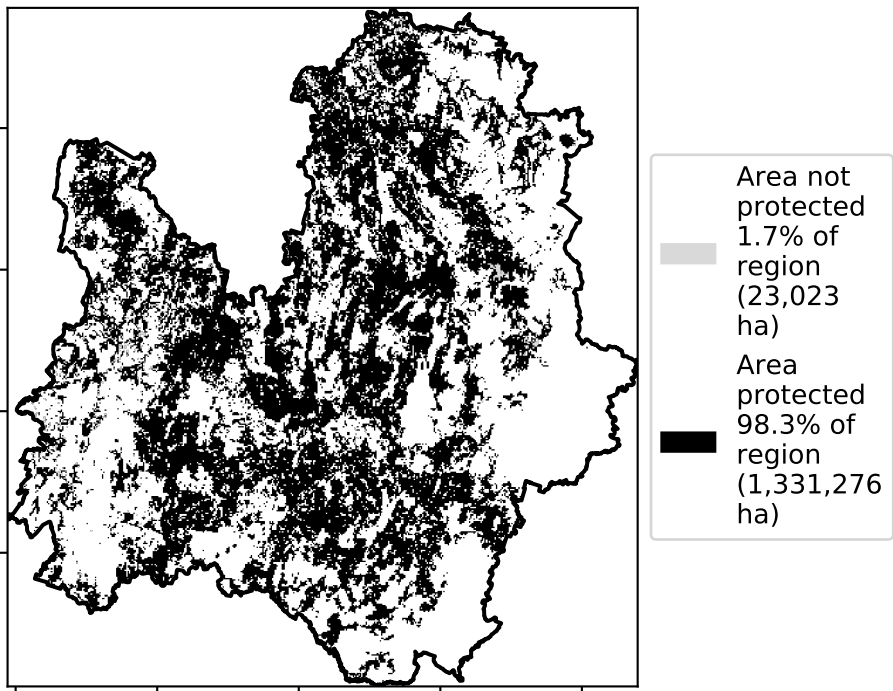 Area not
protected
1.7% of
region
(23,023
ha)
Area
protected
98.3% of
region
(1,331,276
ha)